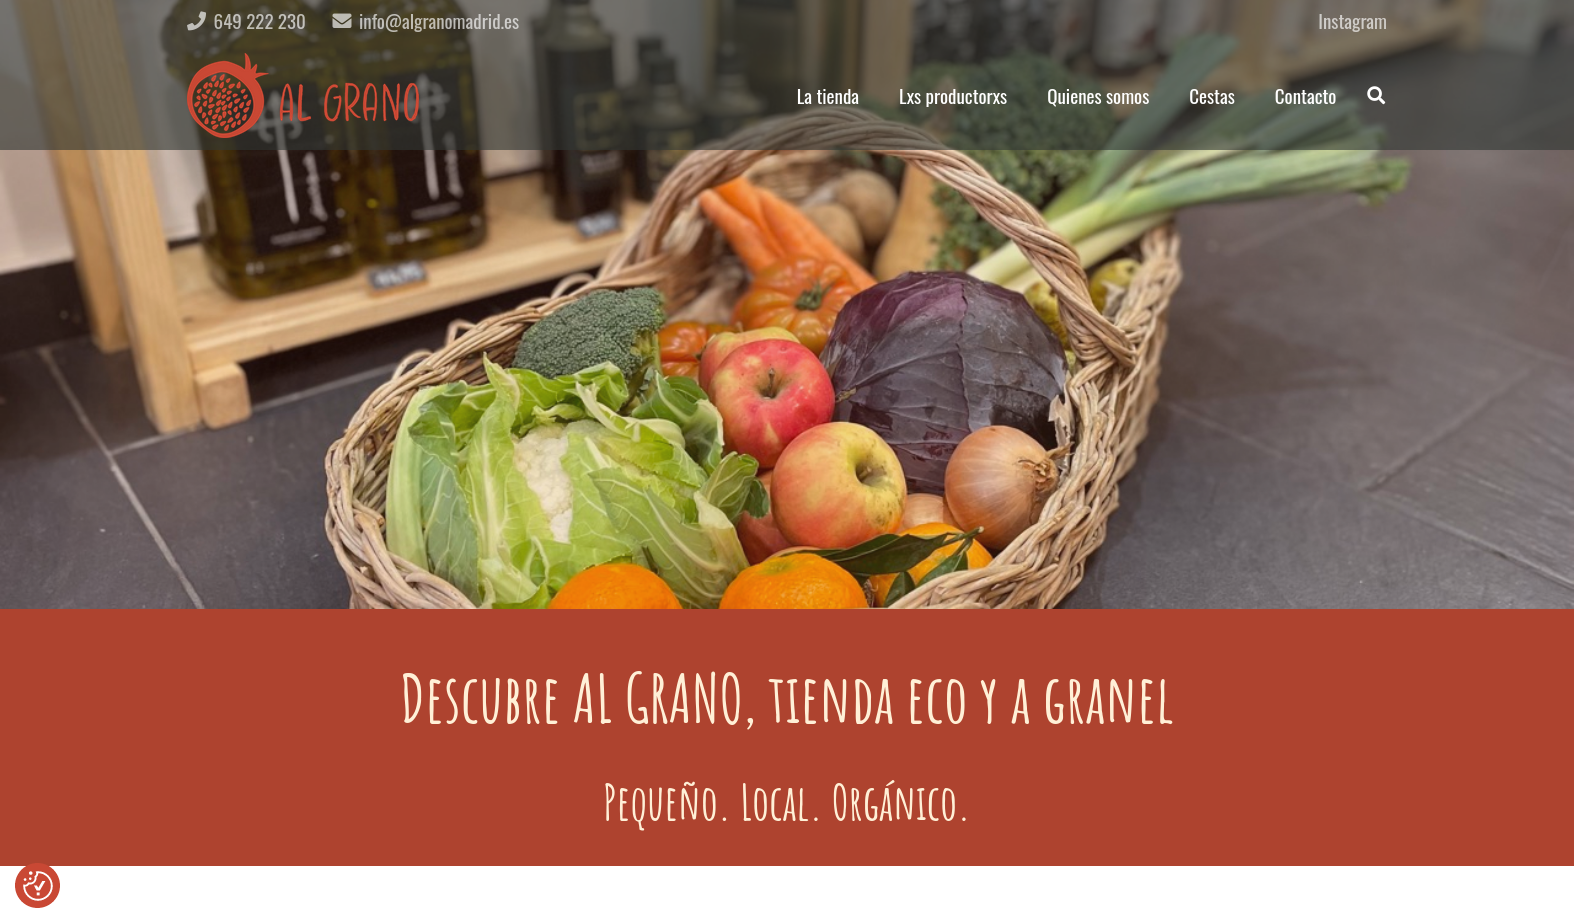 649 222 230 info@algranomadrid.es Instagram
AL GRANO
La tienda Lxs productorxs Quienes somos Cestas Contacto
Descubre AL GRANO, tienda eco y a granel
Pequeño. Local. Orgánico.